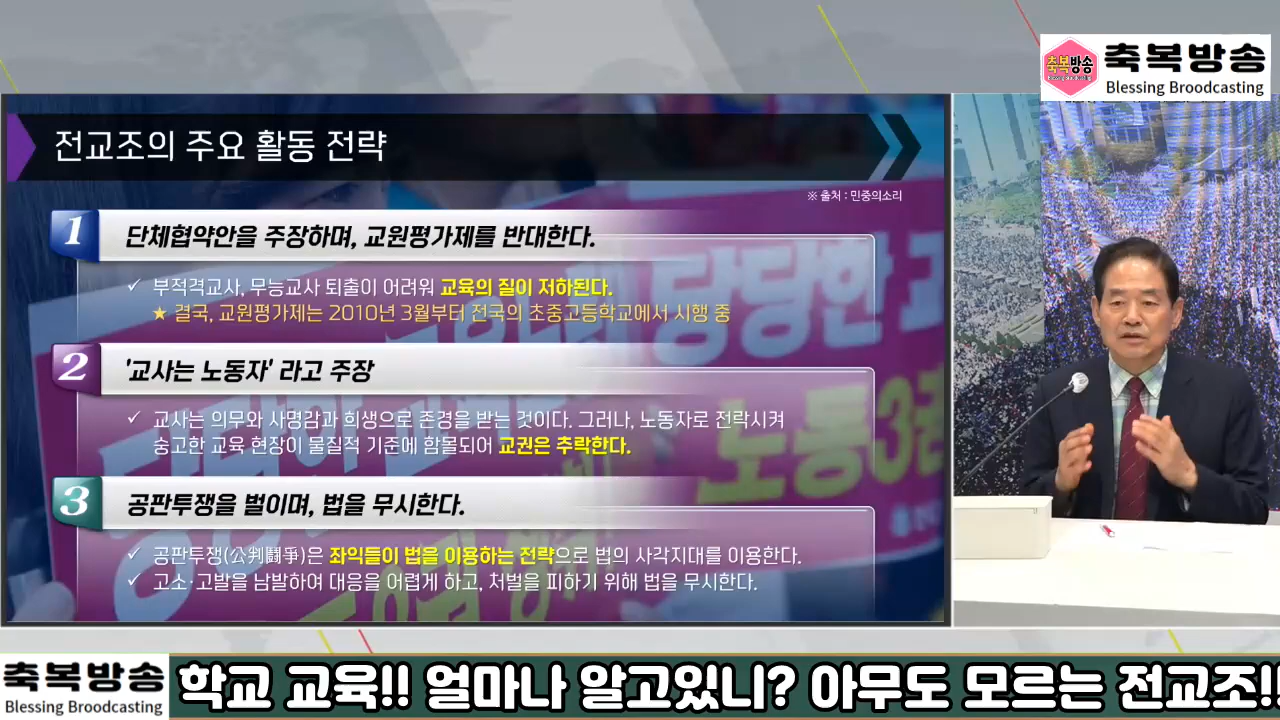 축복방송
축복방송
Blessing Broodcasting
전교조의 주요 활동 전략
※ 출처 : 민중의소리
1 단체협약안을 주장하며, 교원평가제를 반대한다.
✓ 부적격교사, 무능교사 퇴출이 어려워 교육의 질이 저하된다.
★ 결국, 교원평가제는 2010년 3월부터 전국의 초중고등학교에서 시행 중
2 '교사는 노동자' 라고 주장
✓ 교사는 의무와 사명감과 희생으로 존경을 받는 것이다. 그러나, 노동자로 전락시켜
숭고한 교육 현장이 물질적 기준에 함몰되어 교권은 추락한다.
3 공판투쟁을 벌이며, 법을 무시한다.
✓ 공판투쟁(公判鬪爭)은 좌익들이 법을 이용하는 전략으로 법의 사각지대를 이용한다.
✓ 고소·고발을 남발하여 대응을 어렵게 하고, 처벌을 피하기 위해 법을 무시한다.
당당한 교
노동3권
축복방송
Blessing Broodcasting
학교 교육!! 얼마나 알고있니? 아무도 모르는 전교조!!